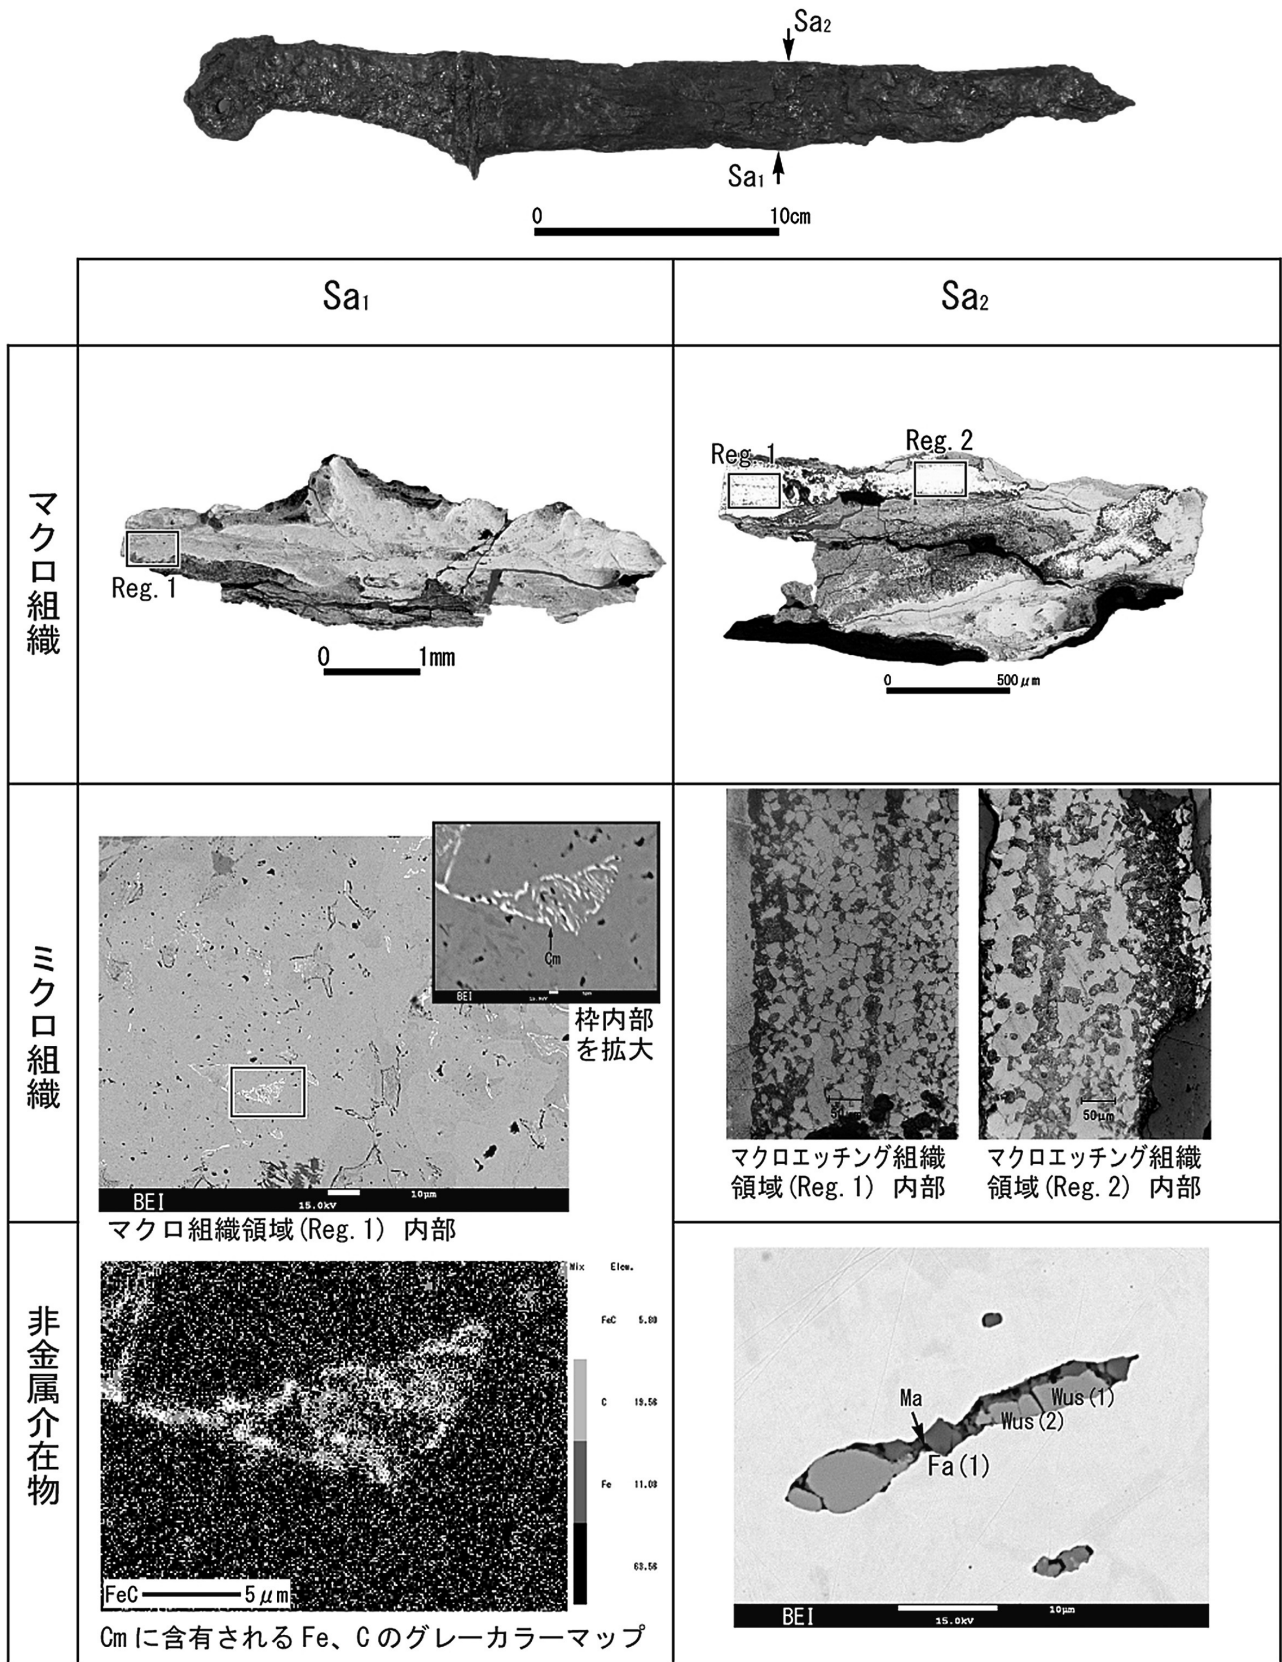 Sa₂
Sa₁
0 10cm
Sa₁
Sa₂
マクロ組織
Reg. 1
0 1mm
Reg. 1
Reg. 2
0 500μm
ミクロ組織
Cm
BEI
枠内部
を拡大
BEI 15.0kV 10μm
マクロ組織領域(Reg. 1) 内部
50μm
50μm
マクロエッチング組織
領域(Reg. 1) 内部
マクロエッチング組織
領域(Reg. 2) 内部
非金属介在物
Mix Elem.
FeC 5.80
C 19.56
Fe 11.08
63.56
FeC 5μm
Cmに含有されるFe、Cのグレーカラーマップ
Ma
Wus(1)
Wus(2)
Fa(1)
BEI 15.0kV 10μm